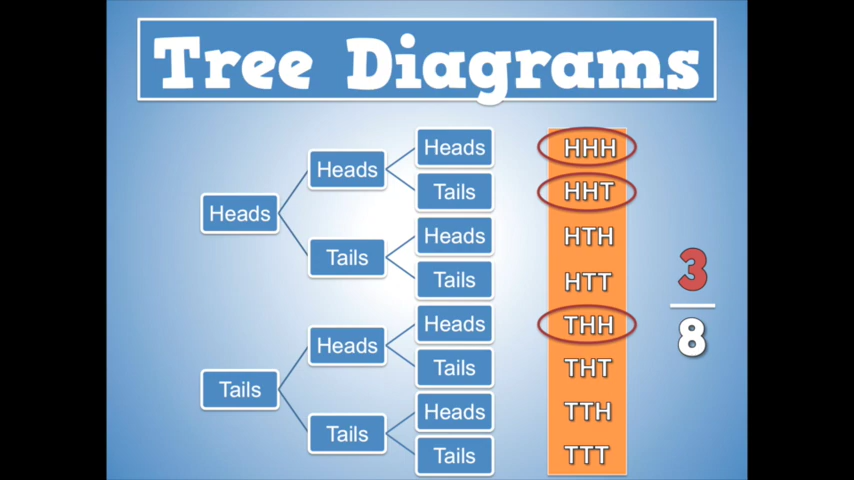 Tree Diagrams
Heads HHH
Heads
Tails HHT
Heads
Heads HTH
Tails
Tails HTT
3
8
Heads THH
Heads
Tails THT
Tails
Heads TTH
Tails
Tails TTT